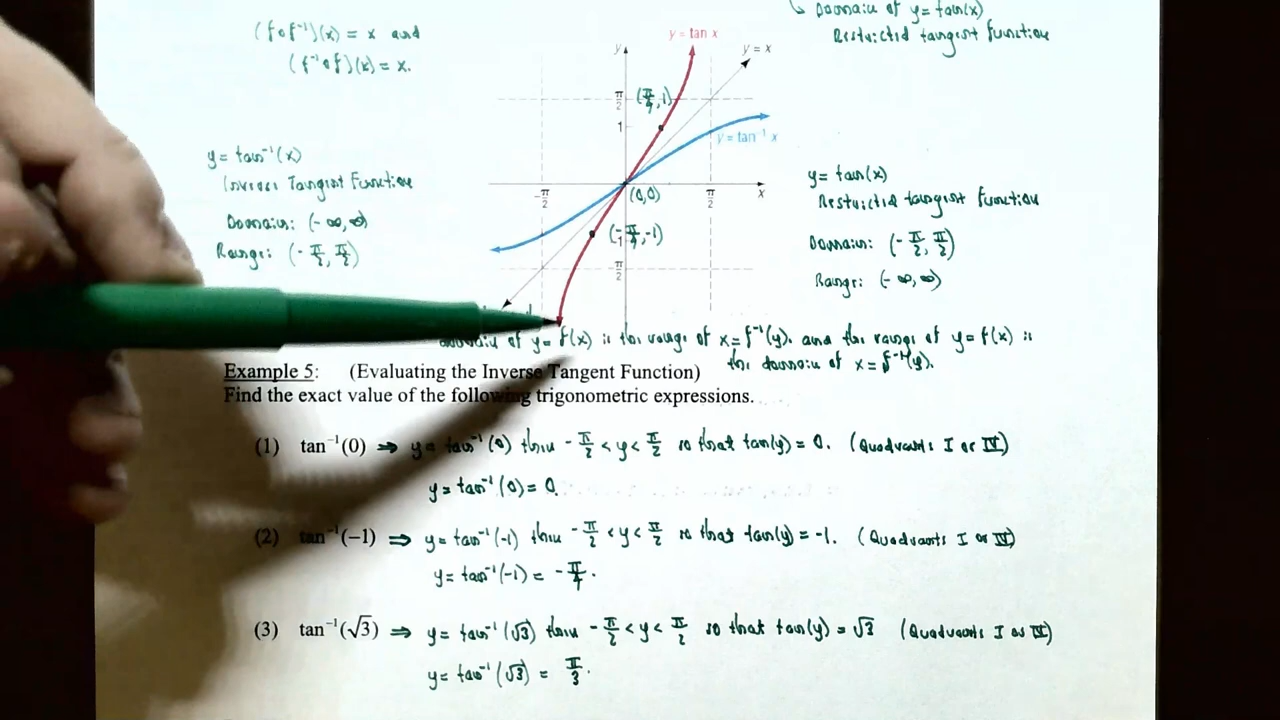 (f∘f⁻¹)(x) = x and
(f⁻¹∘f)(x) = x.
↳ Domain of y = tan(x)
Restricted tangent function
y = tan x
y
y = x
π/2
(π/4, 1)
1
y = tan⁻¹ x
-π/2
(0,0)
π/2
x
(-π/4, -1)
-1
π/2
y = tan⁻¹(x)
Inverse Tangent Function
Domain: (-∞, ∞)
Range: (-π/2, π/2)
y = tan(x)
Restricted tangent function
Domain: (-π/2, π/2)
Range: (-∞, ∞)
domain of y = f(x) is the range of x = f⁻¹(y). and the range of y = f(x) is
the domain of x = f⁻¹(y).
Example 5: (Evaluating the Inverse Tangent Function)
Find the exact value of the following trigonometric expressions.
(1) tan⁻¹(0) ⇒ y = tan⁻¹(0) then -π/2 < y < π/2 so that tan(y) = 0. (Quadrants I or IV)
y = tan⁻¹(0) = 0.
(2) tan⁻¹(−1) ⇒ y = tan⁻¹(-1) then -π/2 < y < π/2 so that tan(y) = -1. (Quadrants I or IV)
y = tan⁻¹(-1) = -π/4.
(3) tan⁻¹(√3) ⇒ y = tan⁻¹(√3) then -π/2 < y < π/2 so that tan(y) = √3 (Quadrants I or IV)
y = tan⁻¹(√3) = π/3.